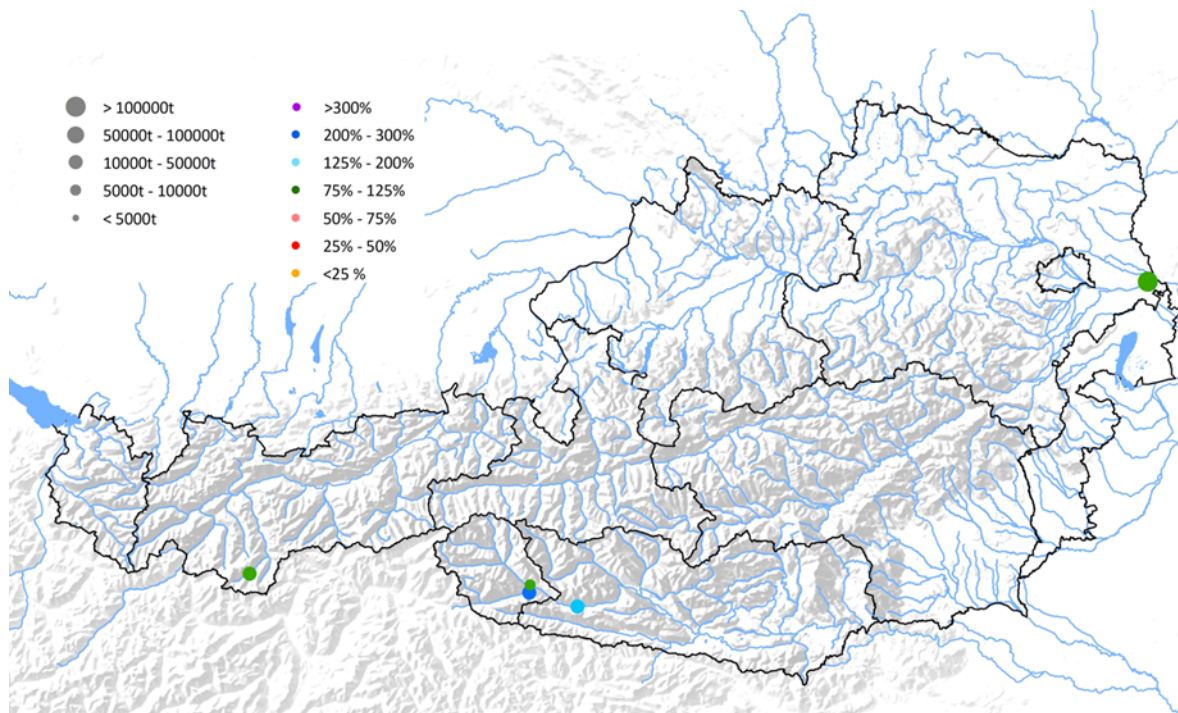 > 100000t
50000t - 100000t
10000t - 50000t
5000t - 10000t
< 5000t
>300%
200% - 300%
125% - 200%
75% - 125%
50% - 75%
25% - 50%
<25 %